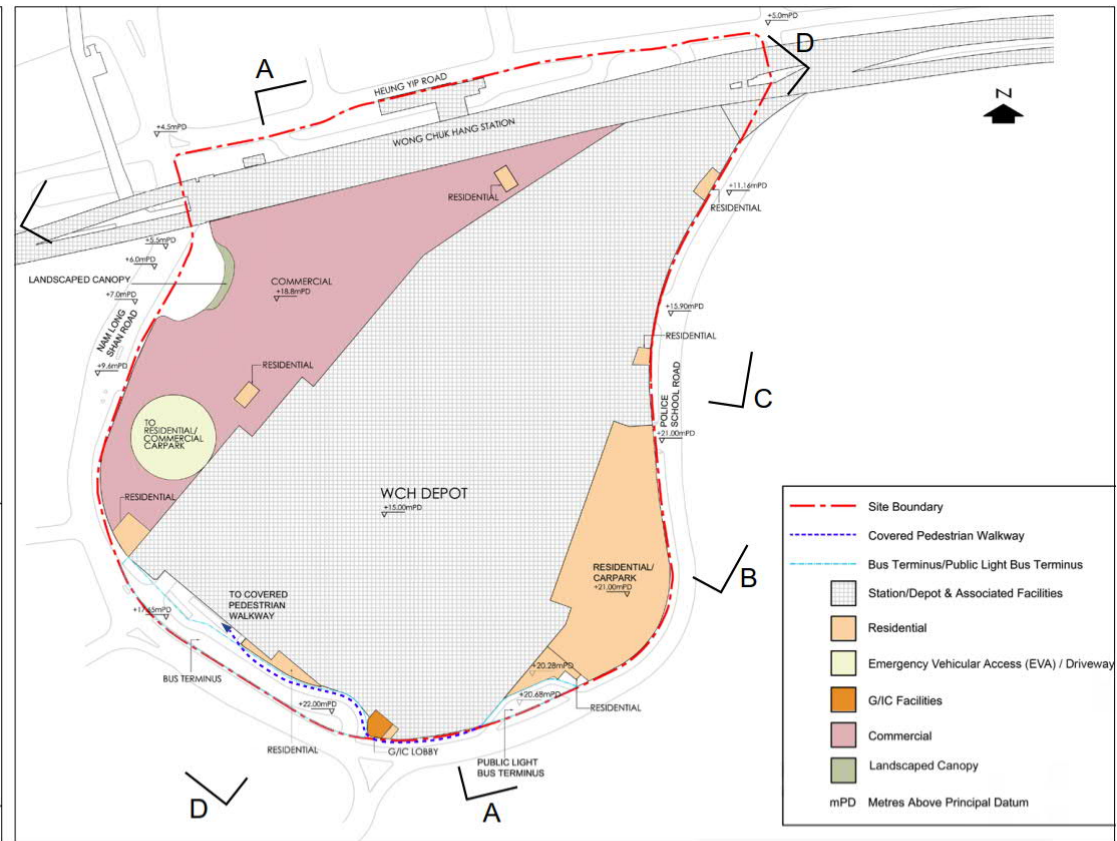 +5.0mPD
D
A
HEUNG YIP ROAD
N
+4.5mPD
WONG CHUK HANG STATION
RESIDENTIAL
+11.16mPD
RESIDENTIAL
+5.5mPD
+6.0mPD
LANDSCAPED CANOPY
COMMERCIAL
+18.8mPD
+7.0mPD
+15.90mPD
NAM LONG
SHAN ROAD
RESIDENTIAL
+9.6mPD
RESIDENTIAL
C
POLICE
SCHOOL ROAD
TO
RESIDENTIAL/
COMMERCIAL
CARPARK
+21.00mPD
RESIDENTIAL
WCH DEPOT
+15.00mPD
Site Boundary
Covered Pedestrian Walkway
Bus Terminus/Public Light Bus Terminus
Station/Depot & Associated Facilities
Residential
Emergency Vehicular Access (EVA) / Driveway
G/IC Facilities
Commercial
Landscaped Canopy
mPD Metres Above Principal Datum
RESIDENTIAL/
CARPARK
+21.00mPD
B
TO COVERED
PEDESTRIAN
WALKWAY
BUS TERMINUS
+20.28mPD
+20.68mPD
+22.00mPD
RESIDENTIAL
RESIDENTIAL
G/IC LOBBY
PUBLIC LIGHT
BUS TERMINUS
D
A